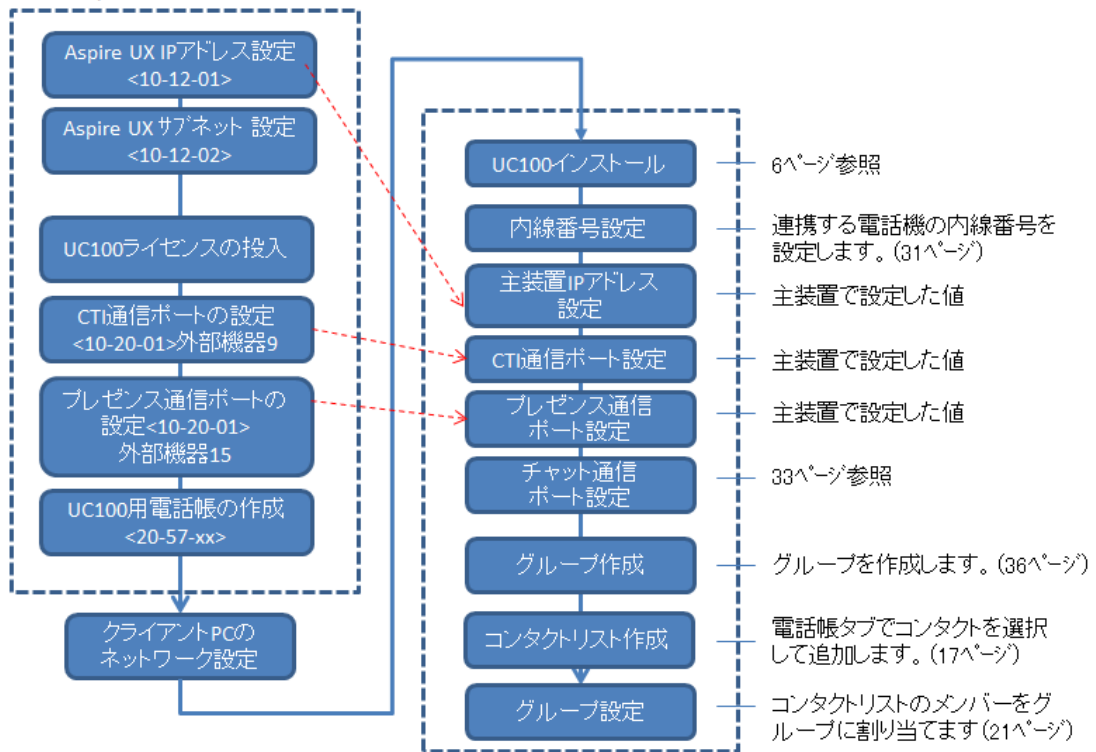 Aspire UX IPアドレス設定
<10-12-01>
Aspire UX サブネット 設定
<10-12-02>
UC100ライセンスの投入
CTI通信ポートの設定
<10-20-01>外部機器9
プレゼンス通信ポートの
設定<10-20-01>
外部機器15
UC100用電話帳の作成
<20-57-xx>
クライアントPCの
ネットワーク設定
UC100インストール
6ページ参照
内線番号設定
連携する電話機の内線番号を
設定します。(31ページ)
主装置IPアドレス
設定
主装置で設定した値
CTI通信ポート設定
主装置で設定した値
プレゼンス通信
ポート設定
主装置で設定した値
チャット通信
ポート設定
33ページ参照
グループ作成
グループを作成します。(36ページ)
コンタクトリスト作成
電話帳タブでコンタクトを選択
して追加します。(17ページ)
グループ設定
コンタクトリストのメンバーをグ
ループに割り当てます(21ページ)